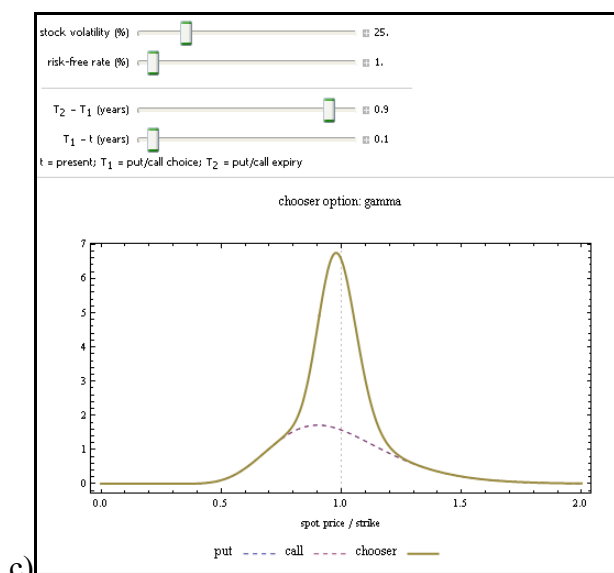 stock volatility (%) 25.
risk-free rate (%) 1.
T₂ – T₁ (years) 0.9
T₁ – t (years) 0.1
t = present; T₁ = put/call choice; T₂ = put/call expiry
chooser option: gamma
7
6
5
4
3
2
1
0
0.0 0.5 1.0 1.5 2.0
spot price / strike
put call chooser
c)